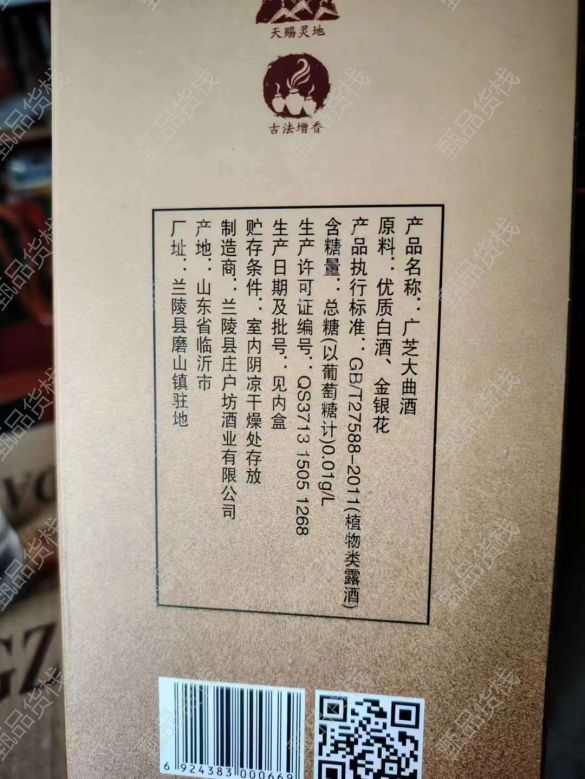 天赐灵地
古法增香
产品名称：广芝大曲酒
原料：优质白酒、金银花
产品执行标准：GB/T27588-2011(植物类露酒)
含糖量：总糖(以葡萄糖计)0.01g/L
生产许可证编号：QS3713 1505 1268
生产日期及批号：见内盒
贮存条件：室内阴凉干燥处存放
制造商：兰陵县庄户坊酒业有限公司
产地：山东省临沂市
厂址：兰陵县磨山镇驻地
6 924383 000669
甄品货栈